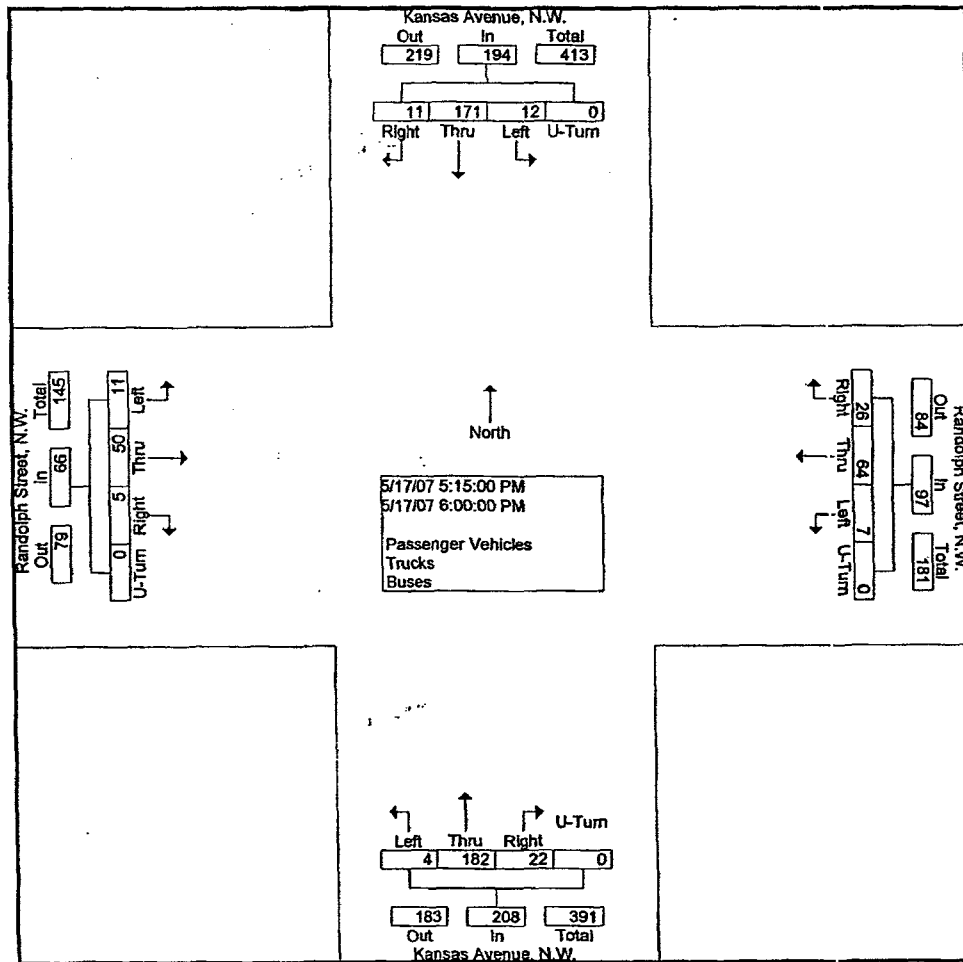 Kansas Avenue, N.W.
Out In Total
219 194 413
11 171 12 0
Right Thru Left U-Turn
Randolph Street, N.W.
Total In Out
145 66 79
11 50 5 0
Left Thru Right U-Turn
North
5/17/07 5:15:00 PM
5/17/07 6:00:00 PM
Passenger Vehicles
Trucks
Buses
Right Thru Left U-Turn
26 64 7 0
84 97 181
Out In Total
Randolph Street, N.W.
U-Turn
Left Thru Right
4 182 22 0
183 208 391
Out In Total
Kansas Avenue, N.W.